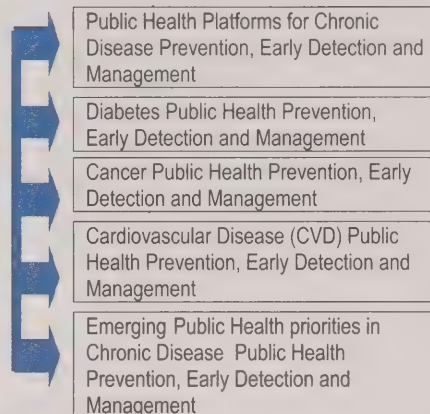 Public Health Platforms for Chronic
Disease Prevention, Early Detection and
Management
Diabetes Public Health Prevention,
Early Detection and Management
Cancer Public Health Prevention, Early
Detection and Management
Cardiovascular Disease (CVD) Public
Health Prevention, Early Detection and
Management
Emerging Public Health priorities in
Chronic Disease Public Health
Prevention, Early Detection and
Management